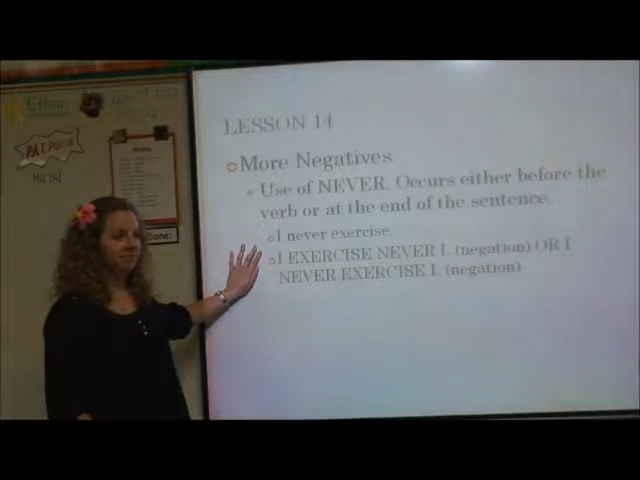 LESSON 14
More Negatives
Use of NEVER. Occurs either before the
verb or at the end of the sentence.
I never exercise.
I EXERCISE NEVER I. (negation) OR I
NEVER EXERCISE I. (negation)
Done!